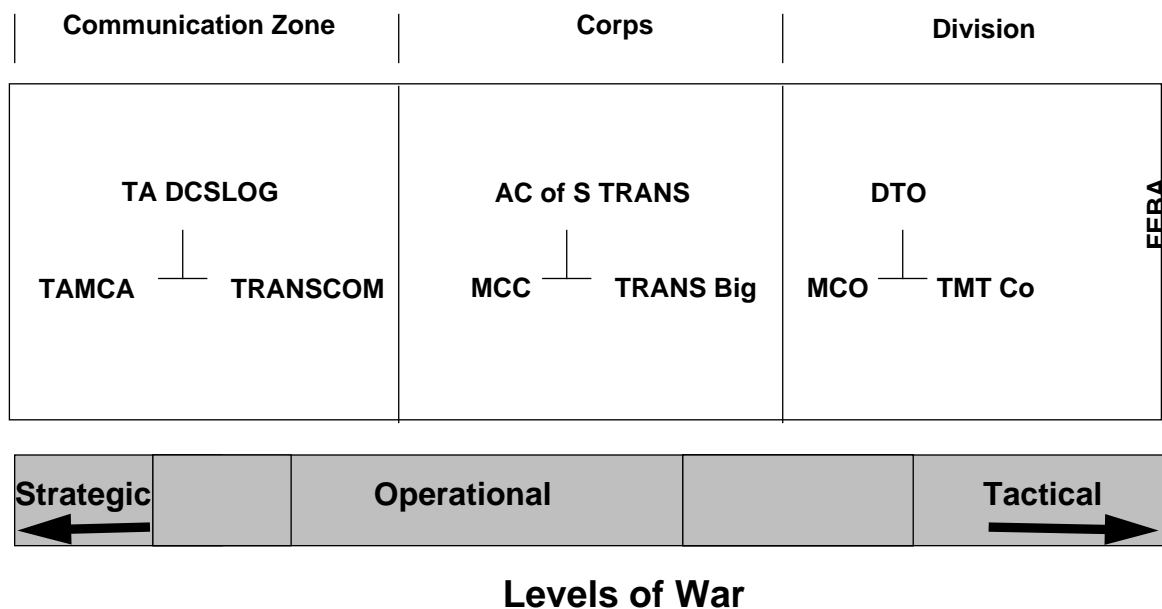 Communication Zone
Corps
Division
TA DCSLOG
AC of S TRANS
DTO
FEBA
TAMCA
TRANSCOM
MCC
TRANS Big
MCO
TMT Co
Strategic
Operational
Tactical
Levels of War